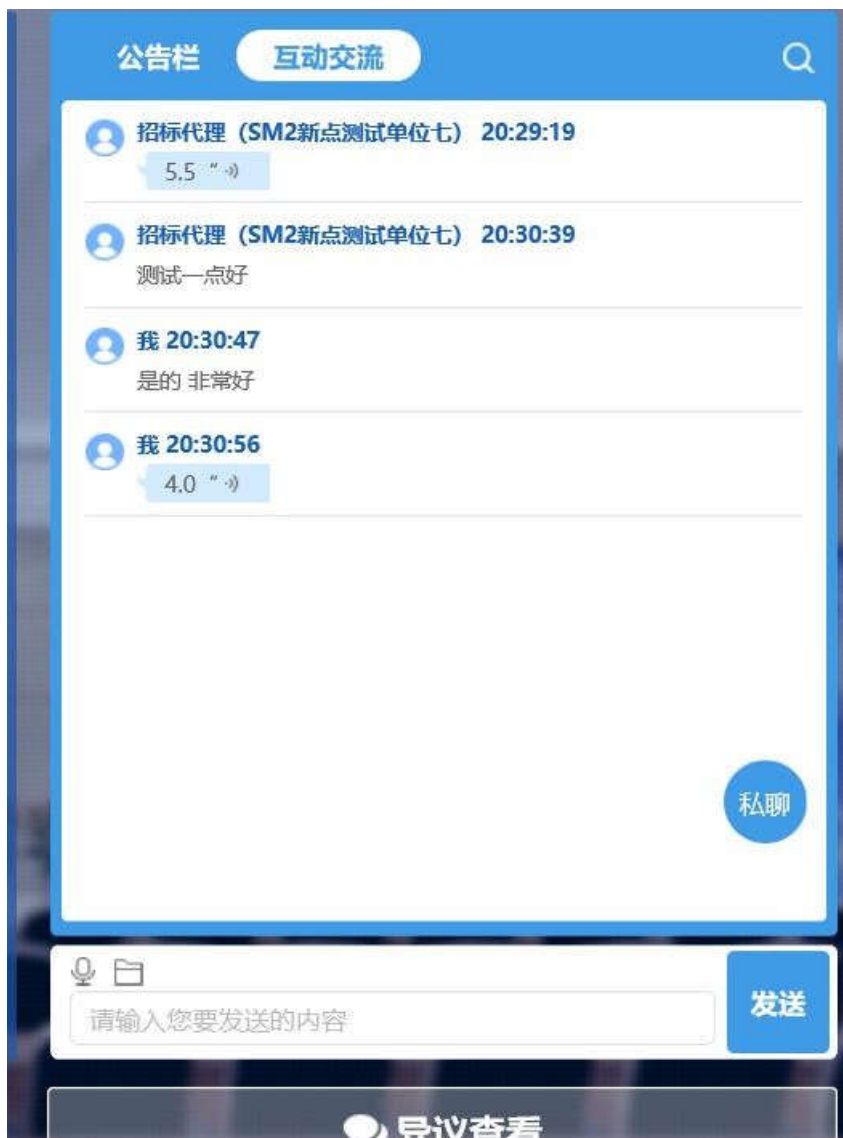 公告栏 互动交流
招标代理（SM2新点测试单位七） 20:29:19
5.5 "
招标代理（SM2新点测试单位七） 20:30:39
测试一点好
我 20:30:47
是的 非常好
我 20:30:56
4.0 "
私聊
请输入您要发送的内容
发送
异议查看